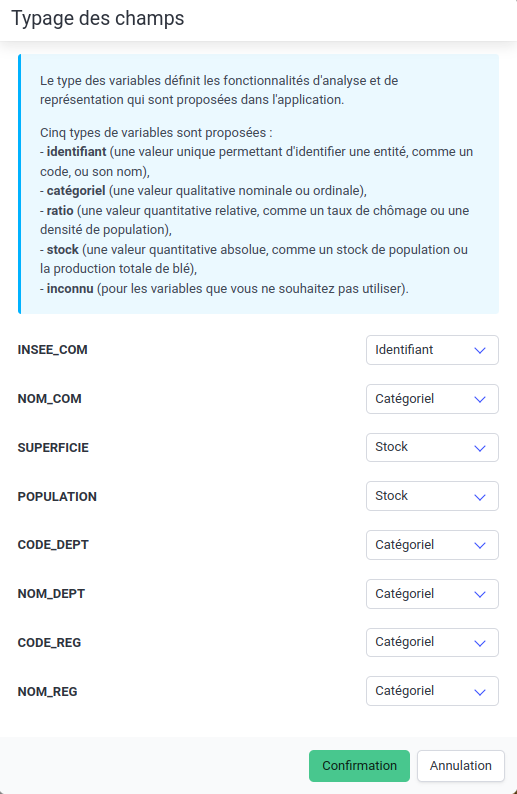 Typage des champs
Le type des variables définit les fonctionnalités d'analyse et de
représentation qui sont proposées dans l'application.
Cinq types de variables sont proposées :
- identifiant (une valeur unique permettant d'identifier une entité, comme un
code, ou son nom),
- catégoriel (une valeur qualitative nominale ou ordinale),
- ratio (une valeur quantitative relative, comme un taux de chômage ou une
densité de population),
- stock (une valeur quantitative absolue, comme un stock de population ou
la production totale de blé),
- inconnu (pour les variables que vous ne souhaitez pas utiliser).
INSEE_COM Identifiant
NOM_COM Catégoriel
SUPERFICIE Stock
POPULATION Stock
CODE_DEPT Catégoriel
NOM_DEPT Catégoriel
CODE_REG Catégoriel
NOM_REG Catégoriel
Confirmation Annulation